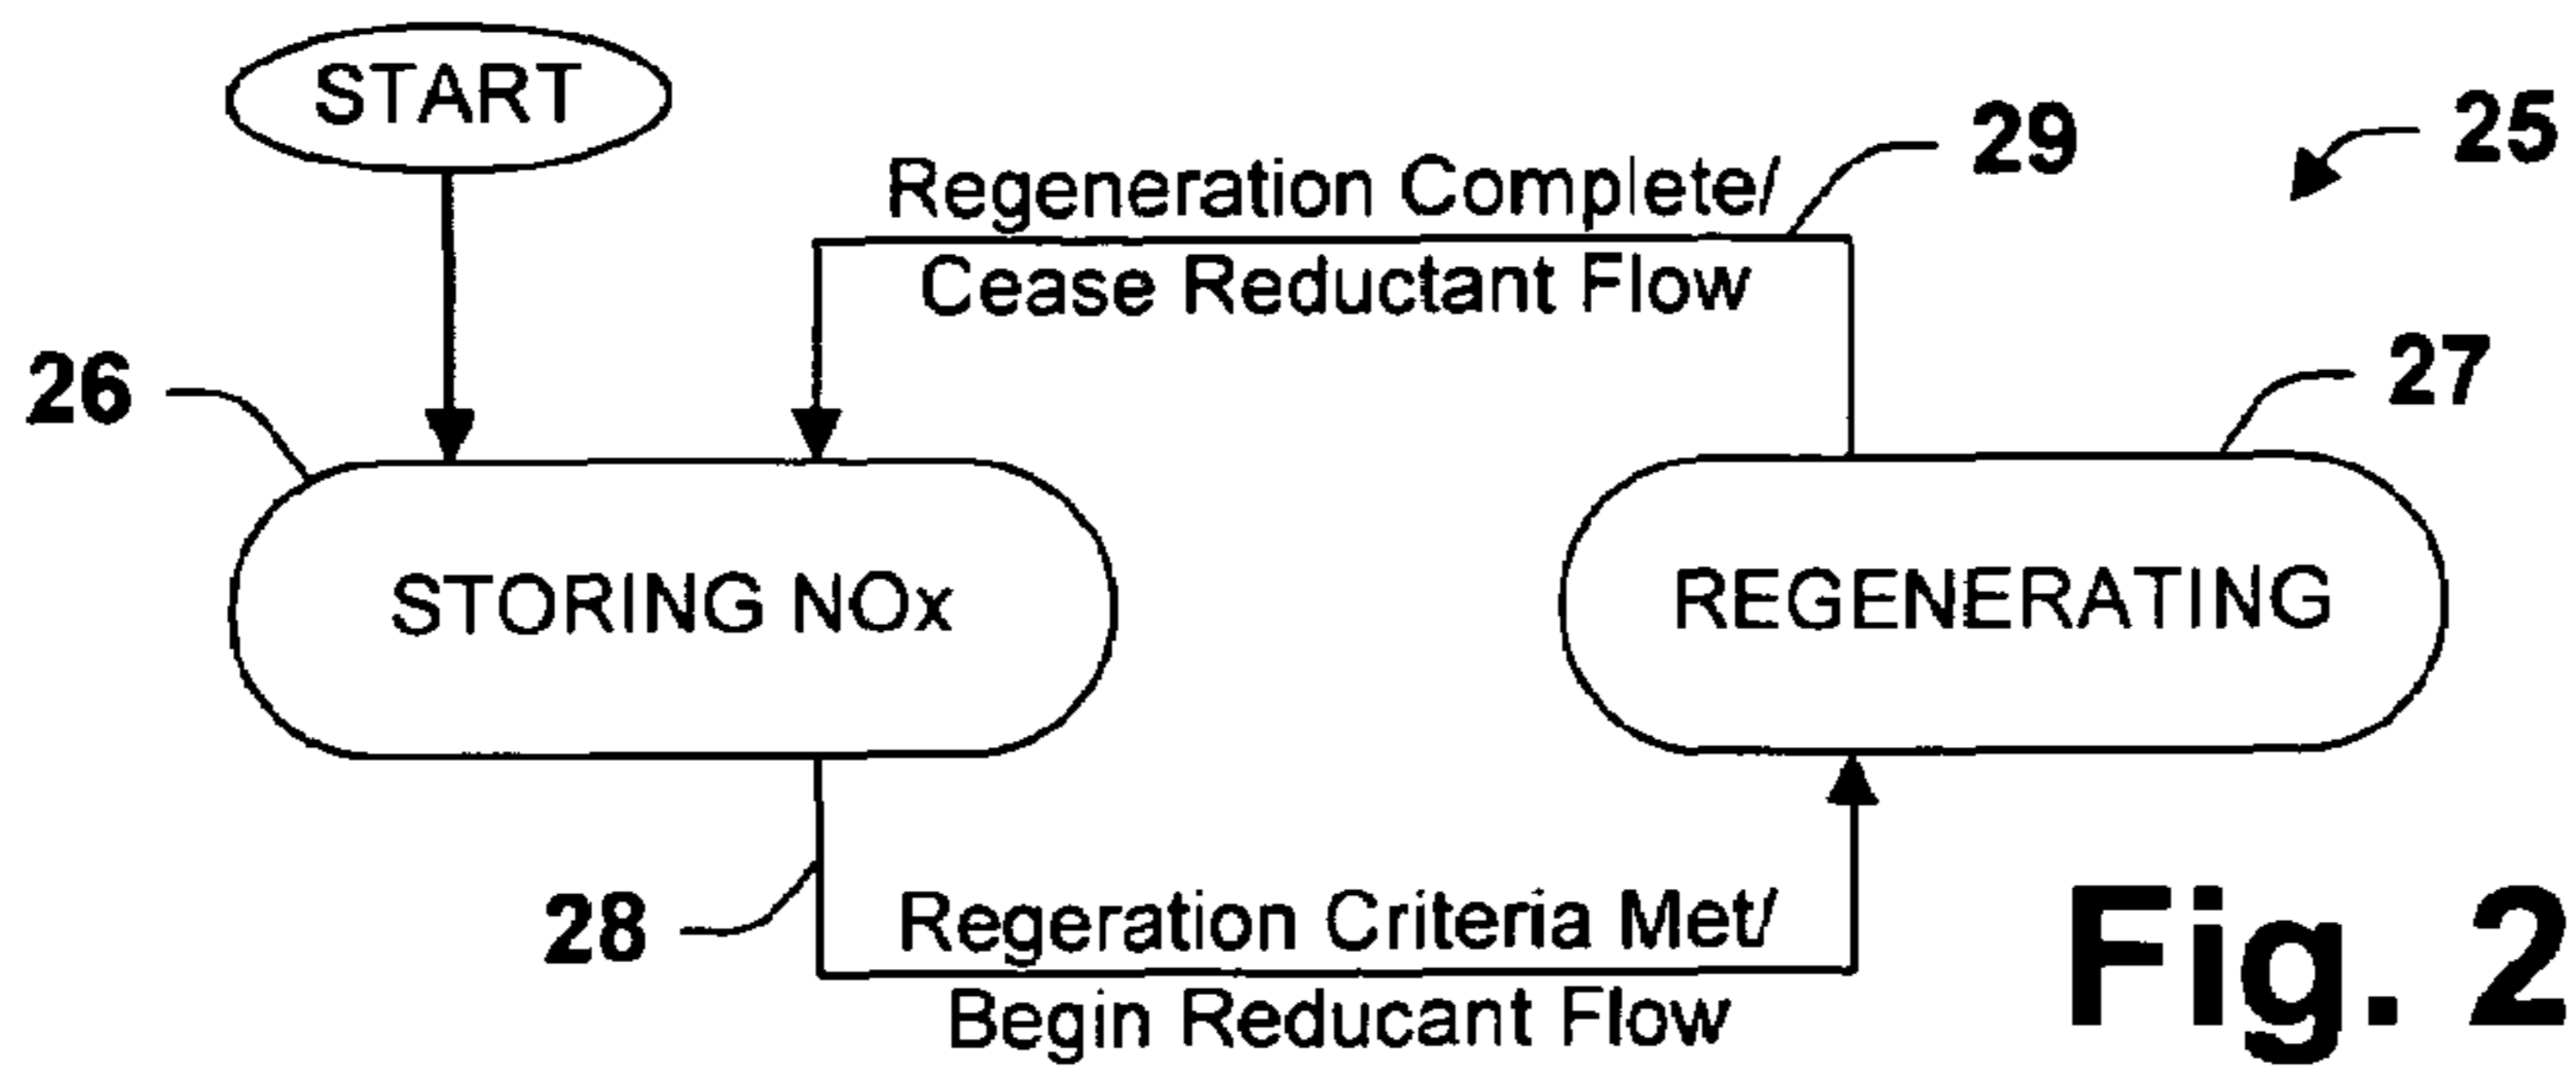 START
29
25
Regeneration Complete/
Cease Reductant Flow
26
27
STORING NOx
REGENERATING
28
Regeration Criteria Met/
Begin Reducant Flow
Fig. 2